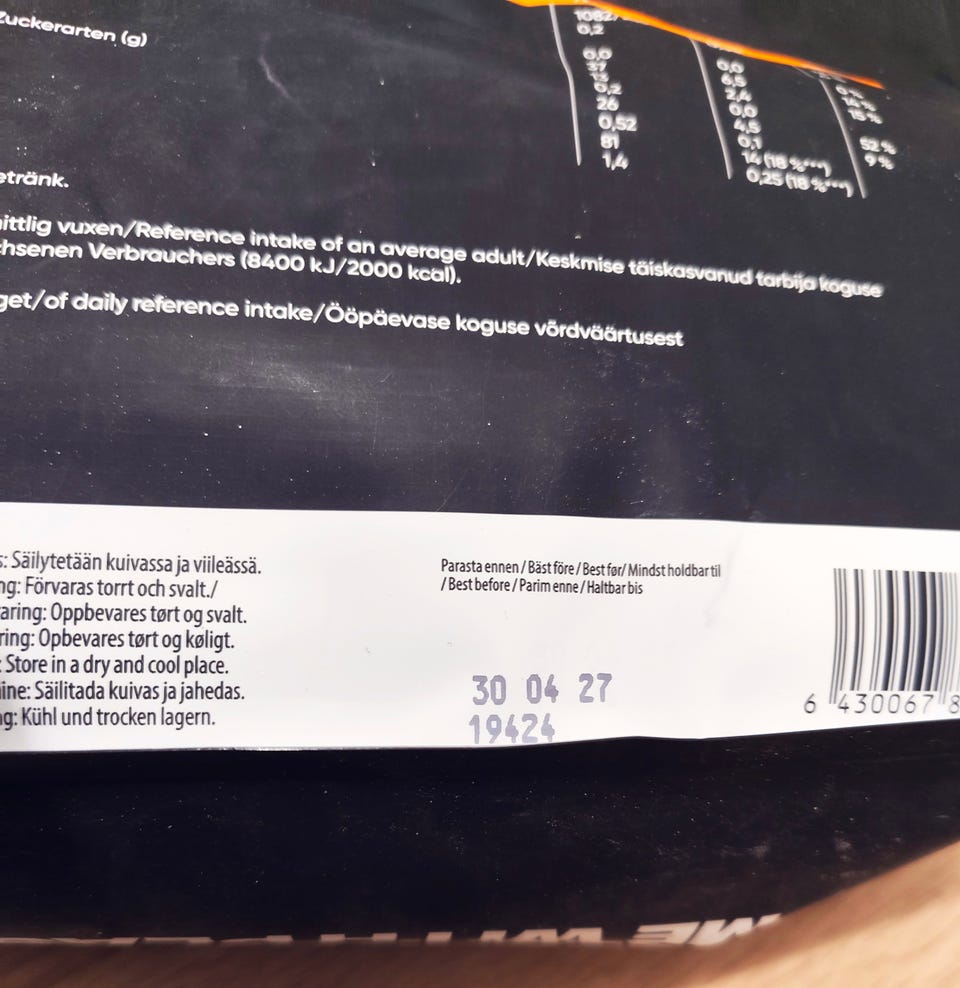 Zuckerarten (g)
0,2
0,0
37
13
0,2
26
0,52
81
1,4
0,0
6,5
2,4
0,0
4,5
0,1
14 (18 %***)
0,25 (18 %***)
0 %
14 %
15 %
52 %
9 %
etränk.
ittlig vuxen/Reference intake of an average adult/Keskmise täiskasvanud tarbija koguse
chsenen Verbrauchers (8400 kJ/2000 kcal).
get/of daily reference intake/Ööpäevase koguse võrdväärtusest
s: Säilytetään kuivassa ja viileässä.
ng: Förvaras torrt och svalt./
aring: Oppbevares tørt og svalt.
ring: Opbevares tørt og køligt.
: Store in a dry and cool place.
ine: Säilitada kuivas ja jahedas.
g: Kühl und trocken lagern.
Parasta ennen / Bäst före / Best før/ Mindst holdbar til
/ Best before / Parim enne / Haltbar bis
30 04 27
19424
6 430067 8